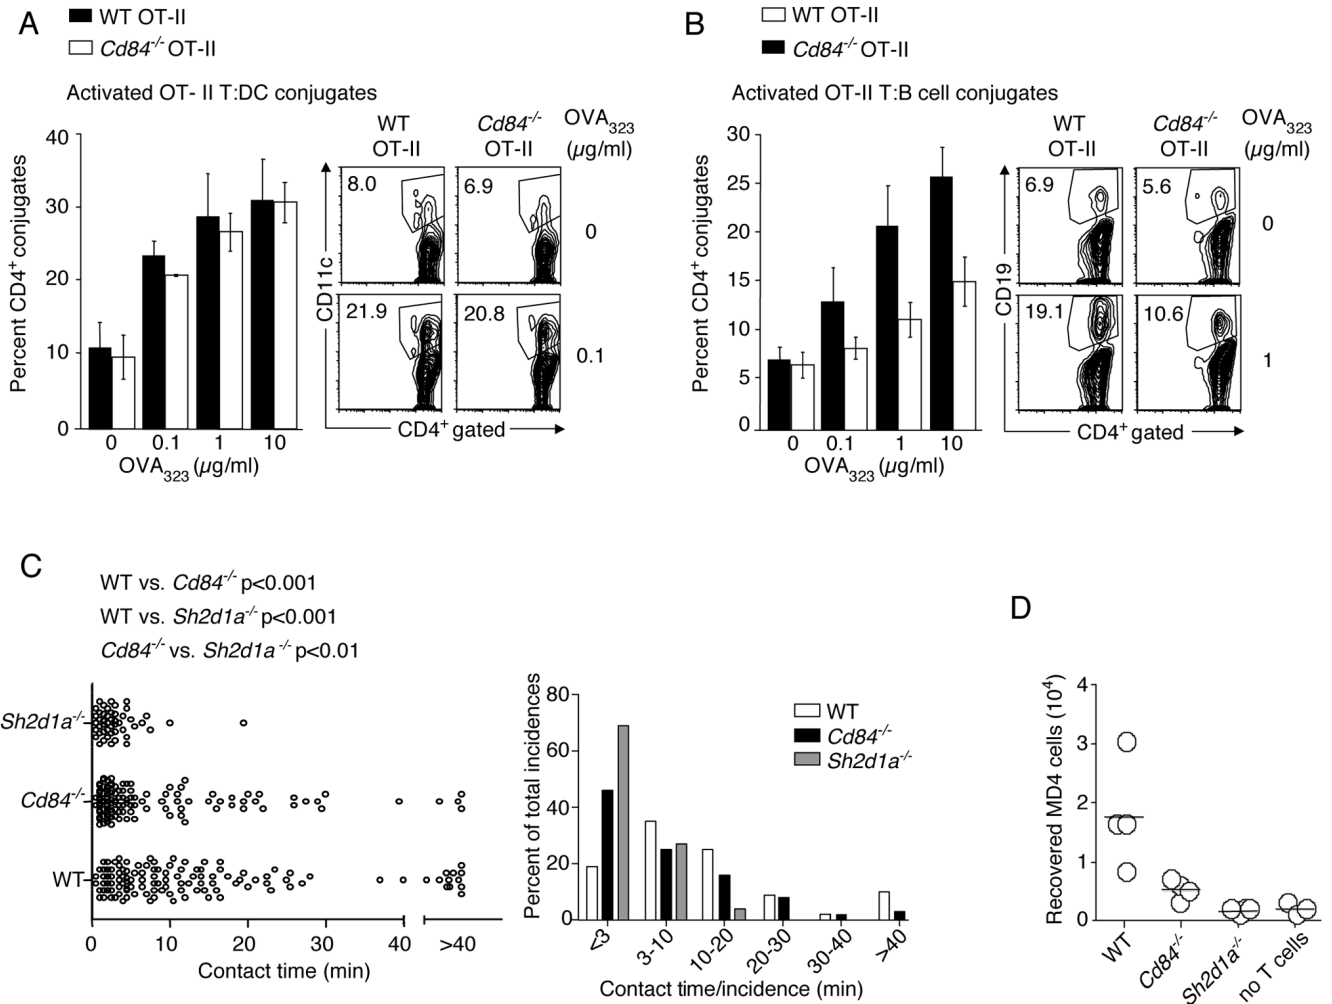 A
WT OT-II
Cd84-/- OT-II
Activated OT- II T:DC conjugates
Percent CD4+ conjugates
40
30
20
10
0
0 0.1 1 10
OVA323 (µg/ml)
WT OT-II
Cd84-/- OT-II
OVA323 (µg/ml)
8.0
6.9
0
21.9
20.8
0.1
CD11c
CD4+ gated
B
WT OT-II
Cd84-/- OT-II
Activated OT-II T:B cell conjugates
Percent CD4+ conjugates
30
25
20
15
10
5
0
0 0.1 1 10
OVA323 (µg/ml)
WT OT-II
Cd84-/- OT-II
OVA323 (µg/ml)
6.9
5.6
0
19.1
10.6
1
CD19
CD4+ gated
C
WT vs. Cd84-/- p<0.001
WT vs. Sh2d1a-/- p<0.001
Cd84-/- vs. Sh2d1a -/- p<0.01
Sh2d1a-/-
Cd84-/-
WT
0 10 20 30 40 >40
Contact time (min)
Percent of total incidences
80
60
40
20
0
WT
Cd84-/-
Sh2d1a-/-
<3 3-10 10-20 20-30 30-40 >40
Contact time/incidence (min)
D
Recovered MD4 cells (10^4)
4
3
2
1
0
WT Cd84-/- Sh2d1a-/- no T cells